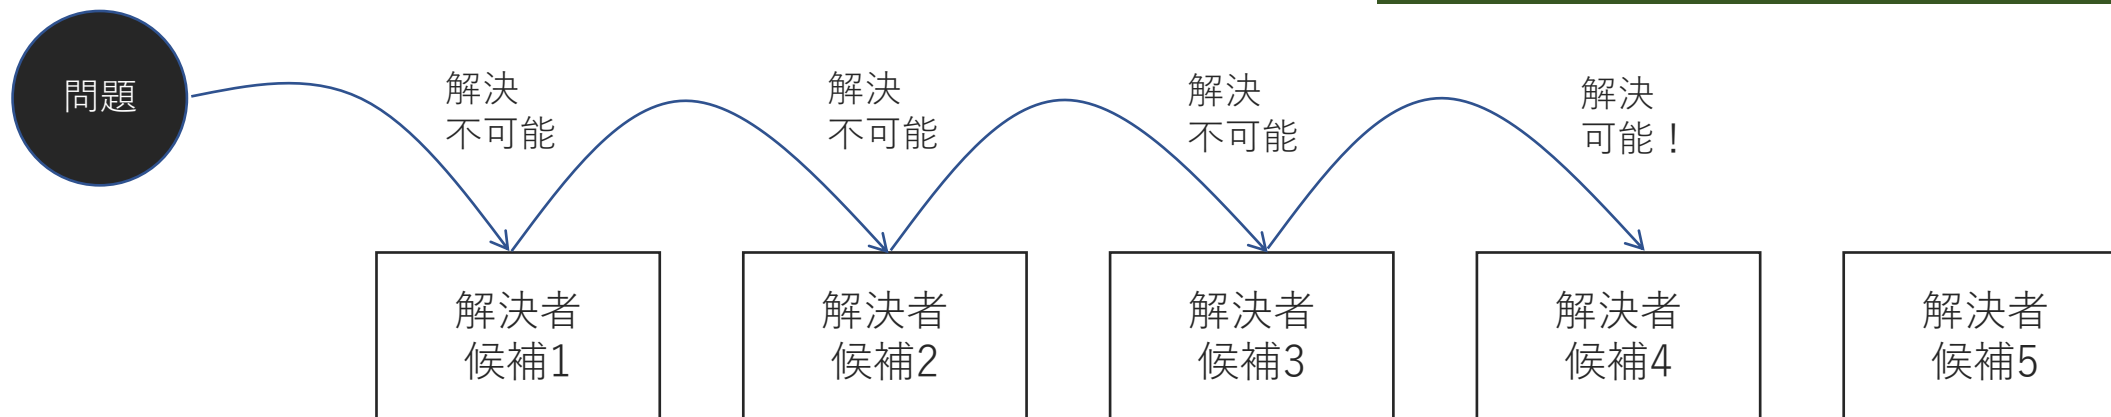 問題
解決
不可能
解決
不可能
解決
不可能
解決
可能！
解決者
候補1
解決者
候補2
解決者
候補3
解決者
候補4
解決者
候補5